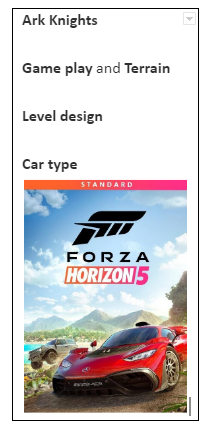 Ark Knights
Game play and Terrain
Level design
Car type
STANDARD
FORZA
HORIZON 5